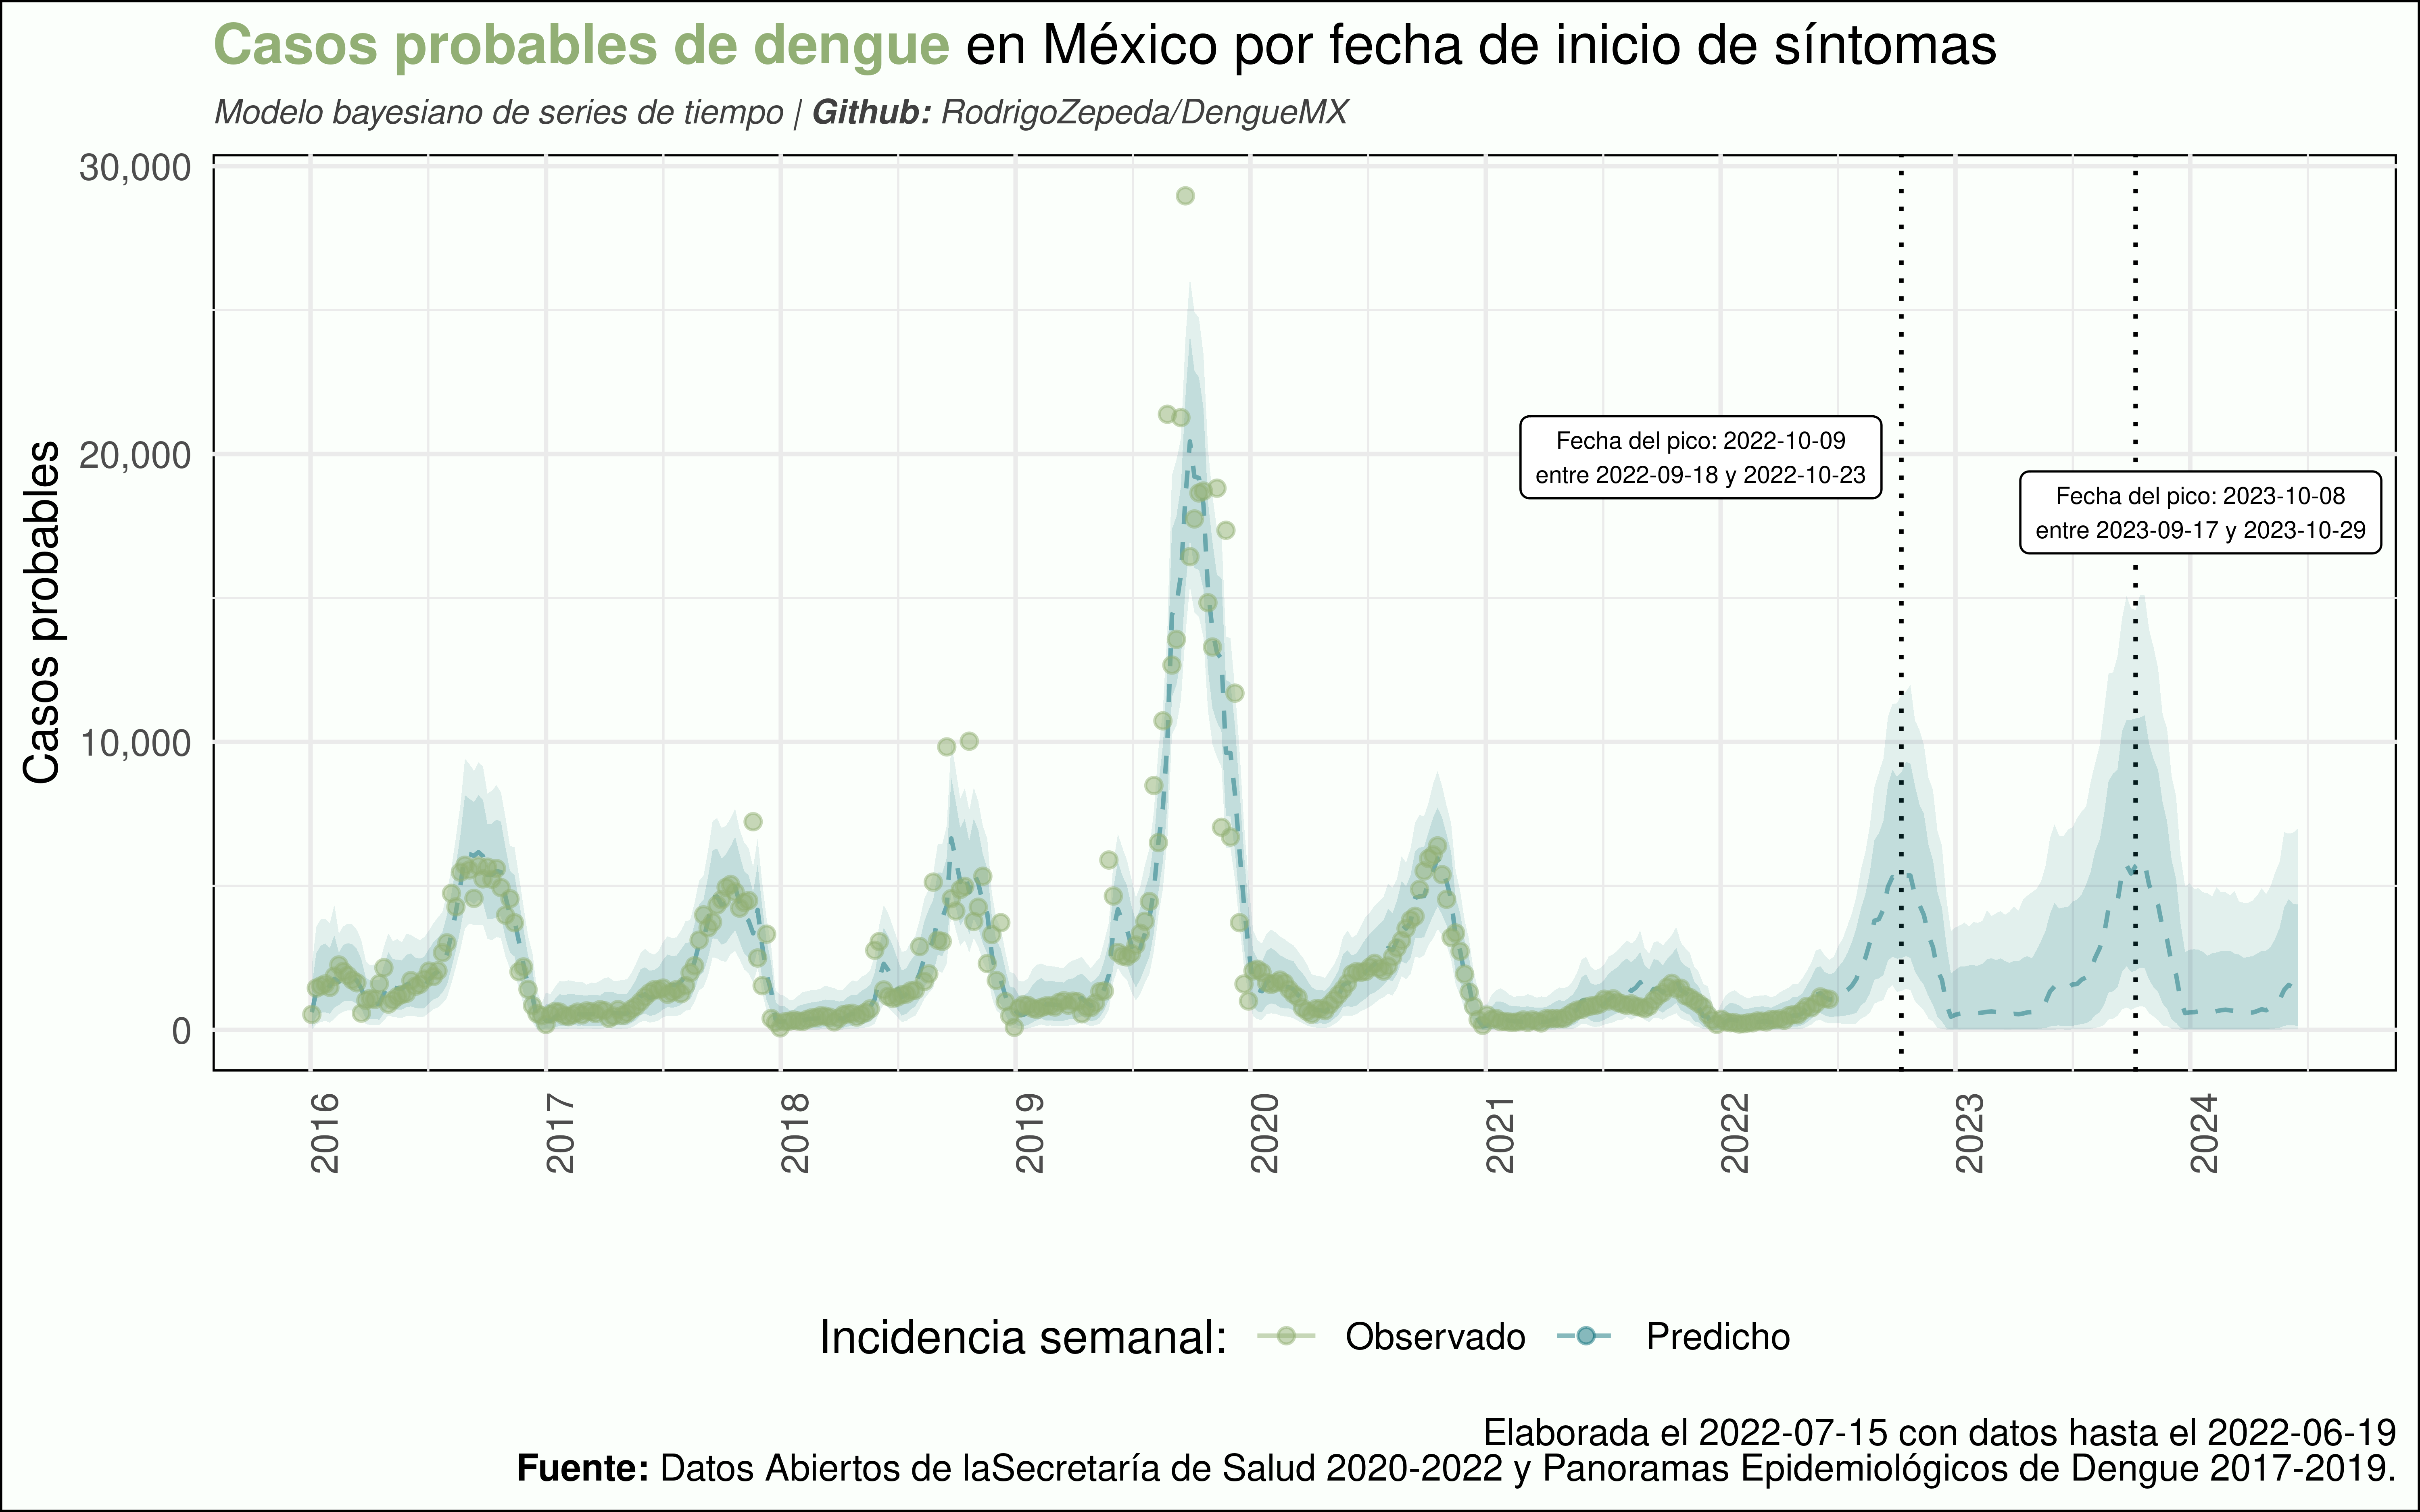 Casos probables de dengue en México por fecha de inicio de síntomas
Modelo bayesiano de series de tiempo | Github: RodrigoZepeda/DengueMX
Casos probables
30,000
20,000
10,000
0
Fecha del pico: 2022-10-09
entre 2022-09-18 y 2022-10-23
Fecha del pico: 2023-10-08
entre 2023-09-17 y 2023-10-29
2016
2017
2018
2019
2020
2021
2022
2023
2024
Incidencia semanal: Observado Predicho
Elaborada el 2022-07-15 con datos hasta el 2022-06-19
Fuente: Datos Abiertos de laSecretaría de Salud 2020-2022 y Panoramas Epidemiológicos de Dengue 2017-2019.